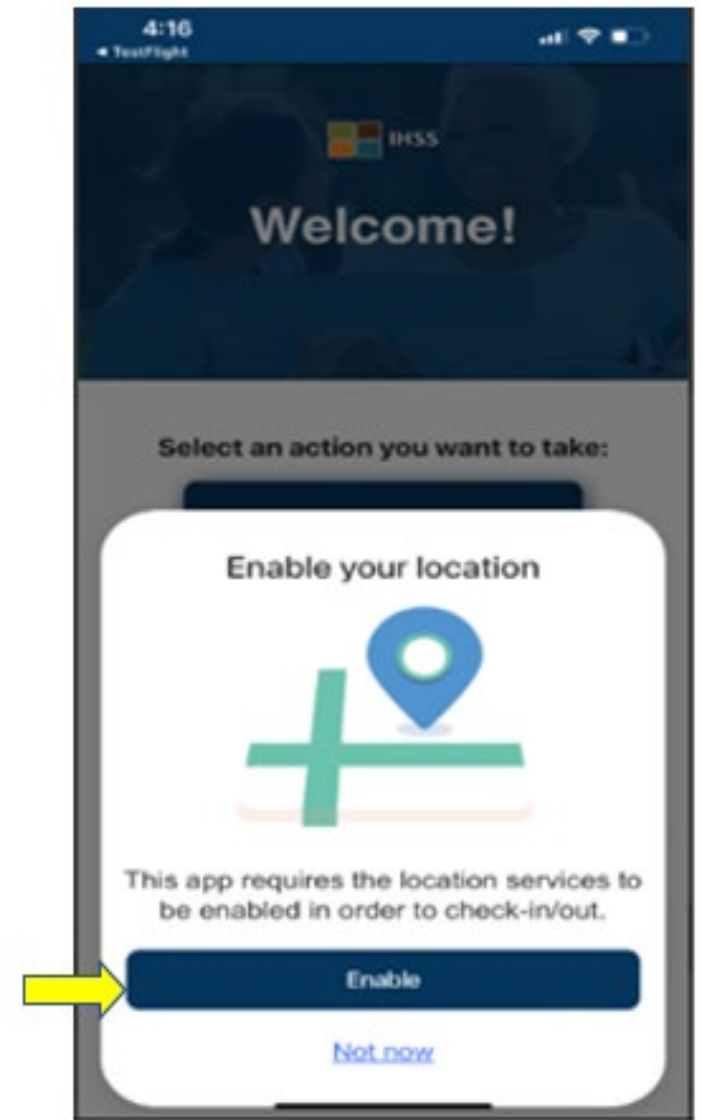 4:16
◄ TestFlight
IHSS
Welcome!
Select an action you want to take:
Enable your location
This app requires the location services to
be enabled in order to check-in/out.
Enable
Not now